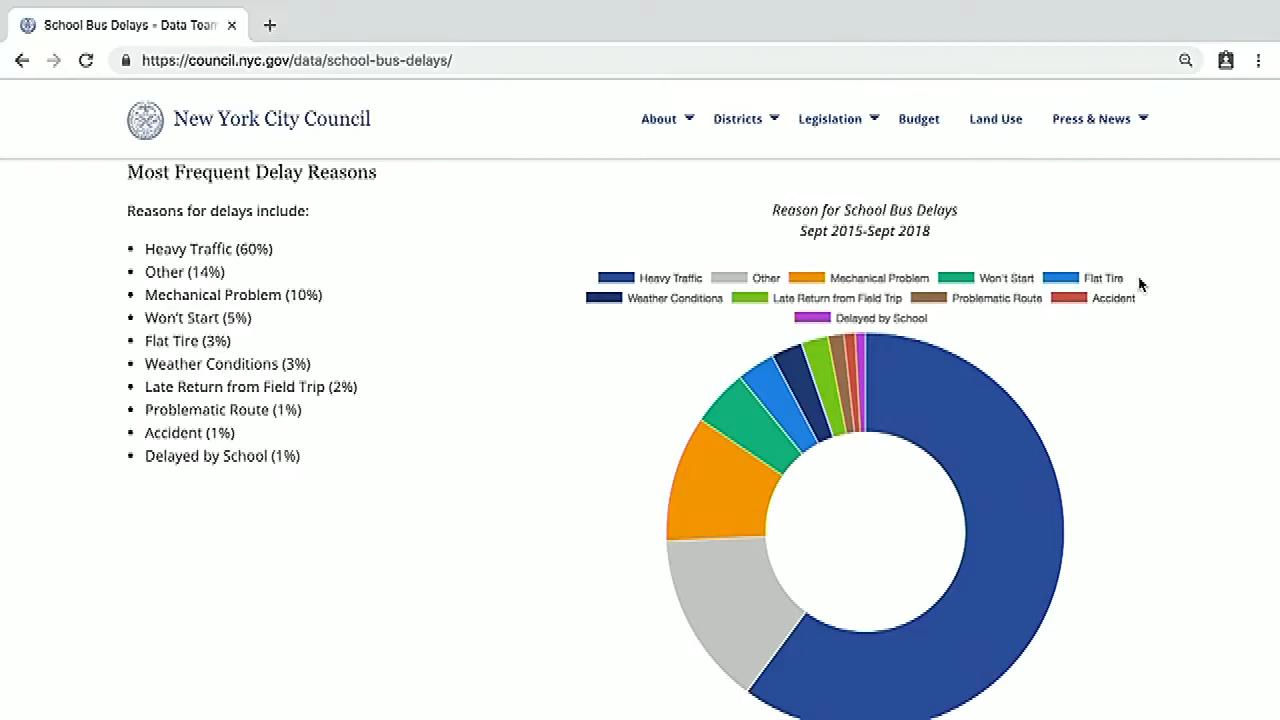 School Bus Delays - Data Team
https://council.nyc.gov/data/school-bus-delays/
New York City Council
About Districts Legislation Budget Land Use Press & News
Most Frequent Delay Reasons
Reasons for delays include:
• Heavy Traffic (60%)
• Other (14%)
• Mechanical Problem (10%)
• Won't Start (5%)
• Flat Tire (3%)
• Weather Conditions (3%)
• Late Return from Field Trip (2%)
• Problematic Route (1%)
• Accident (1%)
• Delayed by School (1%)
Reason for School Bus Delays
Sept 2015-Sept 2018
Heavy Traffic Other Mechanical Problem Won't Start Flat Tire
Weather Conditions Late Return from Field Trip Problematic Route Accident
Delayed by School